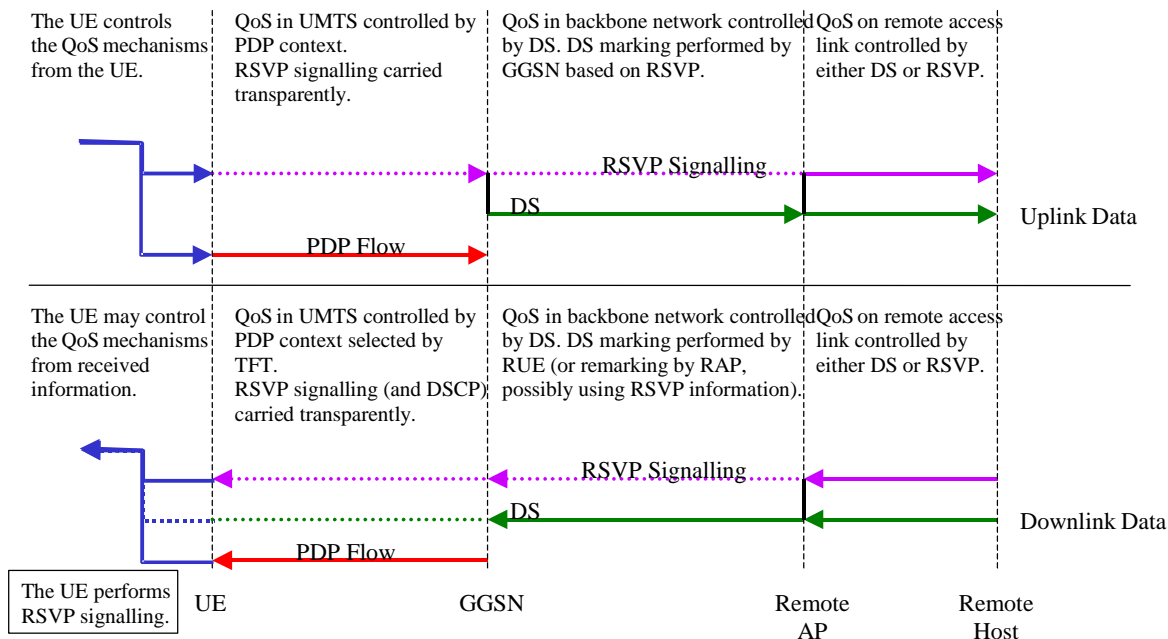 The UE controls
the QoS mechanisms
from the UE.
QoS in UMTS controlled by
PDP context.
RSVP signalling carried
transparently.
QoS in backbone network controlled
by DS. DS marking performed by
GGSN based on RSVP.
QoS on remote access
link controlled by
either DS or RSVP.
RSVP Signalling
DS
PDP Flow
Uplink Data
The UE may control
the QoS mechanisms
from received
information.
QoS in UMTS controlled by
PDP context selected by
TFT.
RSVP signalling (and DSCP)
carried transparently.
QoS in backbone network controlled
by DS. DS marking performed by
RUE (or remarking by RAP,
possibly using RSVP information).
QoS on remote access
link controlled by
either DS or RSVP.
RSVP Signalling
DS
PDP Flow
Downlink Data
The UE performs
RSVP signalling.
UE
GGSN
Remote
AP
Remote
Host